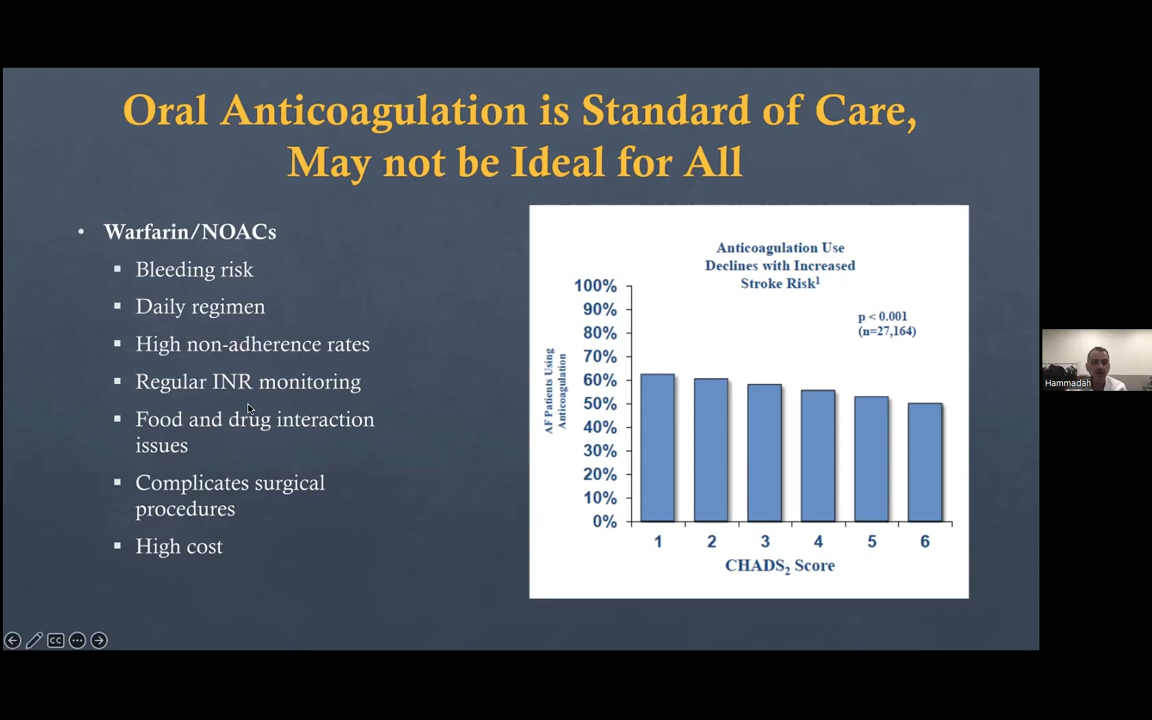 Oral Anticoagulation is Standard of Care,
May not be Ideal for All
• Warfarin/NOACs
▪ Bleeding risk
▪ Daily regimen
▪ High non-adherence rates
▪ Regular INR monitoring
▪ Food and drug interaction
issues
▪ Complicates surgical
procedures
▪ High cost
Anticoagulation Use
Declines with Increased
Stroke Risk¹
p < 0.001
(n=27,164)
AF Patients Using
Anticoagulation
100%
90%
80%
70%
60%
50%
40%
30%
20%
10%
0%
1 2 3 4 5 6
CHADS₂ Score
Hammadah
CC